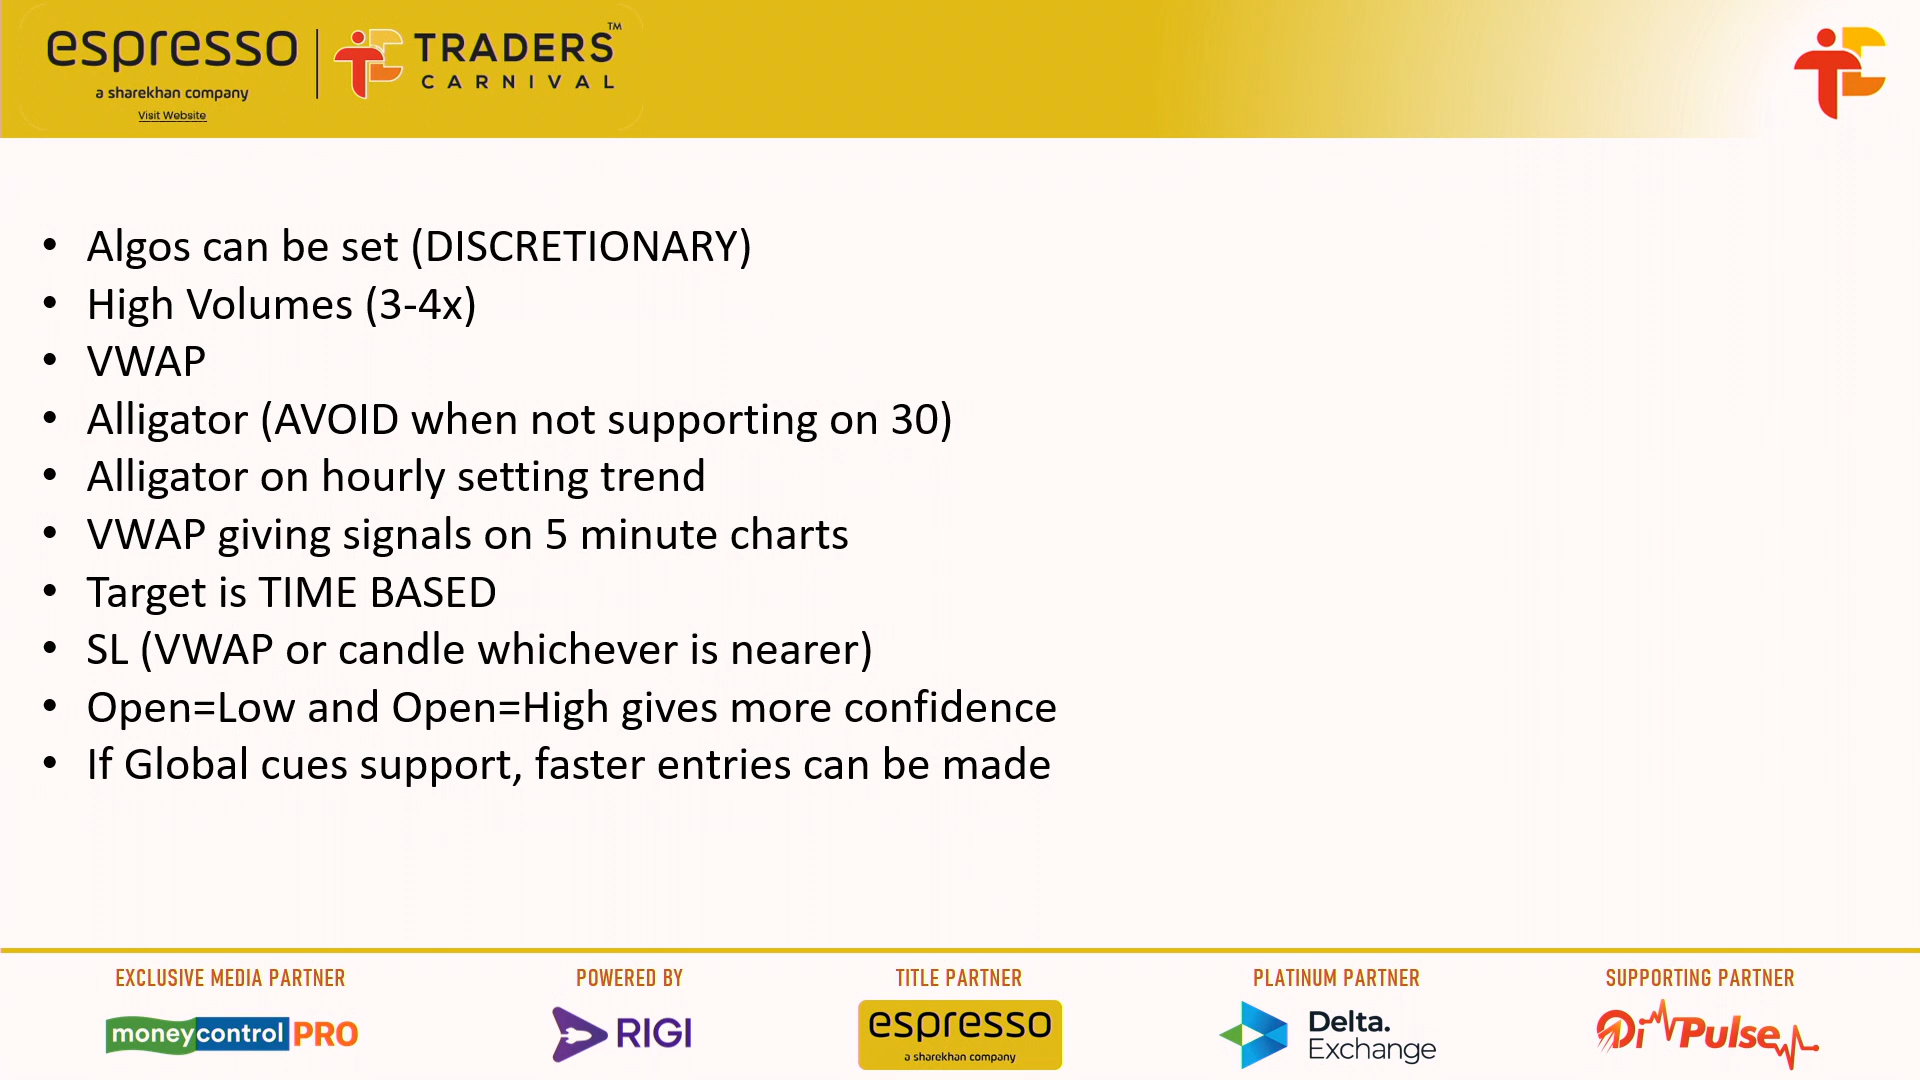 espresso
a sharekhan company
Visit Website
TRADERS™
CARNIVAL
• Algos can be set (DISCRETIONARY)
• High Volumes (3-4x)
• VWAP
• Alligator (AVOID when not supporting on 30)
• Alligator on hourly setting trend
• VWAP giving signals on 5 minute charts
• Target is TIME BASED
• SL (VWAP or candle whichever is nearer)
• Open=Low and Open=High gives more confidence
• If Global cues support, faster entries can be made
EXCLUSIVE MEDIA PARTNER
moneycontrol PRO
POWERED BY
RIGI
TITLE PARTNER
espresso
a sharekhan company
PLATINUM PARTNER
Delta.
Exchange
SUPPORTING PARTNER
OiPulse